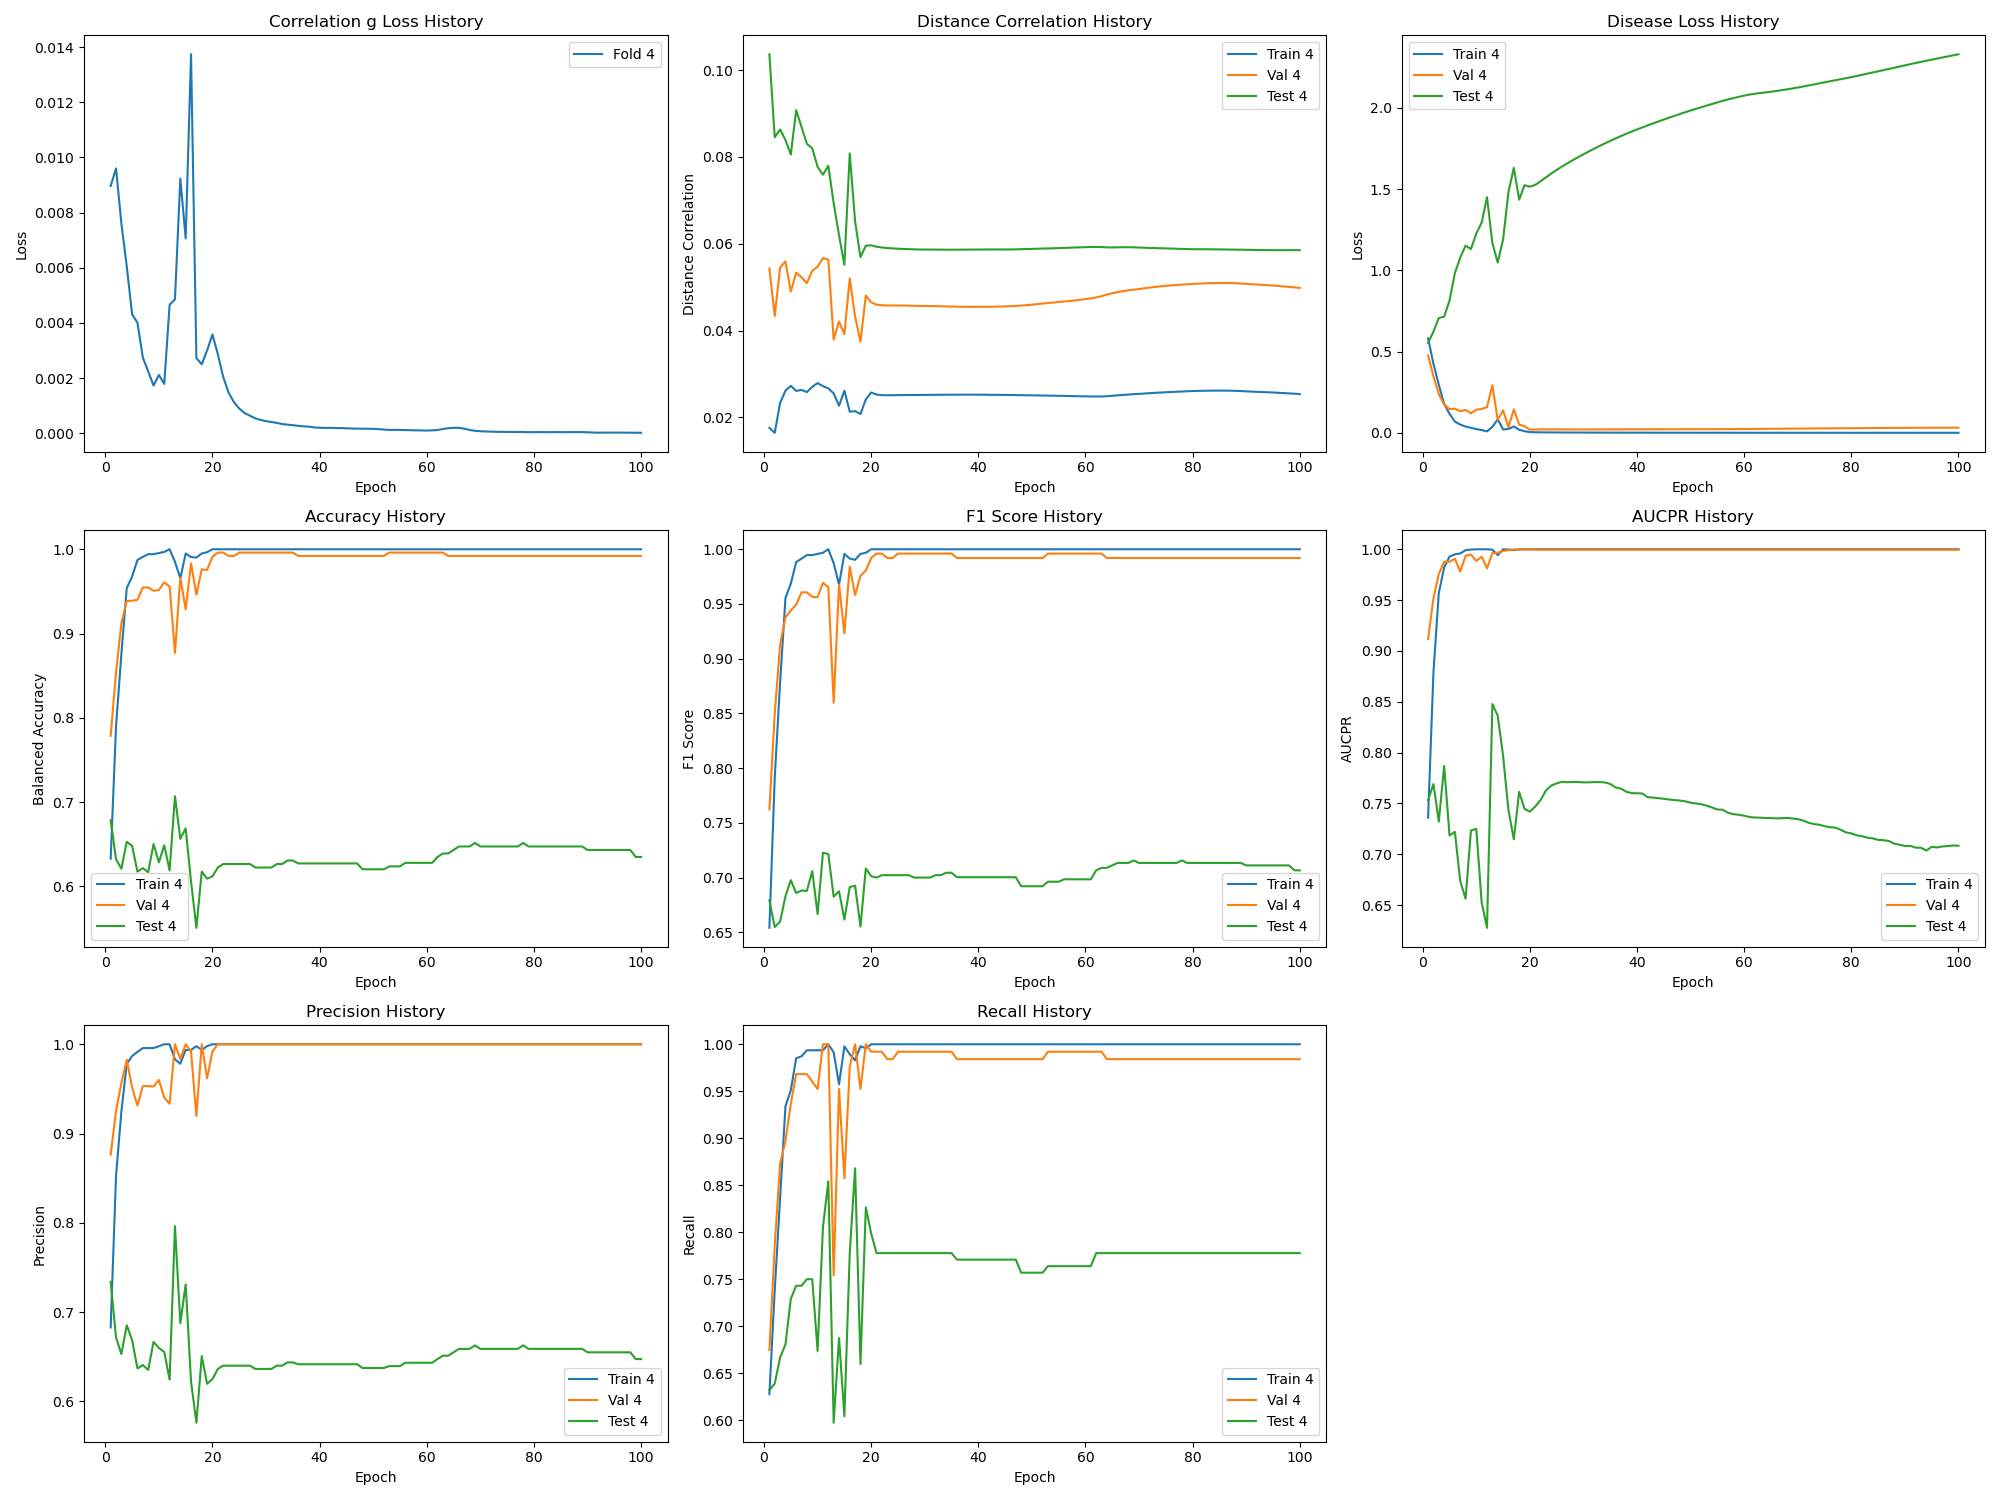 Correlation g Loss History
Loss
0.014
0.012
0.010
0.008
0.006
0.004
0.002
0.000
0 20 40 60 80 100
Epoch
Fold 4
Distance Correlation History
Distance Correlation
0.10
0.08
0.06
0.04
0.02
0 20 40 60 80 100
Epoch
Train 4
Val 4
Test 4
Disease Loss History
Loss
2.0
1.5
1.0
0.5
0.0
0 20 40 60 80 100
Epoch
Train 4
Val 4
Test 4
Accuracy History
Balanced Accuracy
1.0
0.9
0.8
0.7
0.6
0 20 40 60 80 100
Epoch
Train 4
Val 4
Test 4
F1 Score History
F1 Score
1.00
0.95
0.90
0.85
0.80
0.75
0.70
0.65
0 20 40 60 80 100
Epoch
Train 4
Val 4
Test 4
AUCPR History
AUCPR
1.00
0.95
0.90
0.85
0.80
0.75
0.70
0.65
0 20 40 60 80 100
Epoch
Train 4
Val 4
Test 4
Precision History
Precision
1.0
0.9
0.8
0.7
0.6
0 20 40 60 80 100
Epoch
Train 4
Val 4
Test 4
Recall History
Recall
1.00
0.95
0.90
0.85
0.80
0.75
0.70
0.65
0.60
0 20 40 60 80 100
Epoch
Train 4
Val 4
Test 4